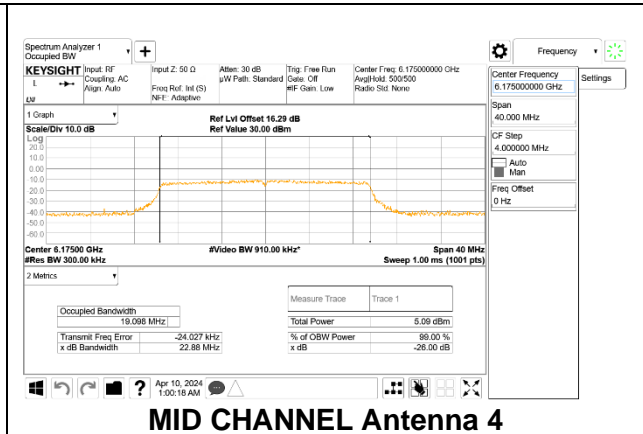 Spectrum Analyzer 1
Occupied BW
Frequency
KEYSIGHT
L
Input: RF
Coupling: AC
Align: Auto
Input Z: 50 Ω
Freq Ref: Int (S)
NFE: Adaptive
Atten: 30 dB
µW Path: Standard
Trig: Free Run
Gate: Off
#IF Gain: Low
Center Freq: 6.175000000 GHz
Avg|Hold: 500/500
Radio Std: None
Center Frequency
6.175000000 GHz
Settings
Span
40.000 MHz
CF Step
4.000000 MHz
Auto
Man
Freq Offset
0 Hz
1 Graph
Scale/Div 10.0 dB
Ref Lvl Offset 16.29 dB
Ref Value 30.00 dBm
Log
20.0
10.0
0.00
-10.0
-20.0
-30.0
-40.0
-50.0
-60.0
Center 6.17500 GHz
#Res BW 300.00 kHz
#Video BW 910.00 kHz*
Span 40 MHz
Sweep 1.00 ms (1001 pts)
2 Metrics
Measure Trace
Trace 1
Occupied Bandwidth
19.098 MHz
Total Power
5.09 dBm
Transmit Freq Error
-24.027 kHz
% of OBW Power
99.00 %
x dB Bandwidth
22.88 MHz
x dB
-26.00 dB
Apr 10, 2024
1:00:18 AM
MID CHANNEL Antenna 4